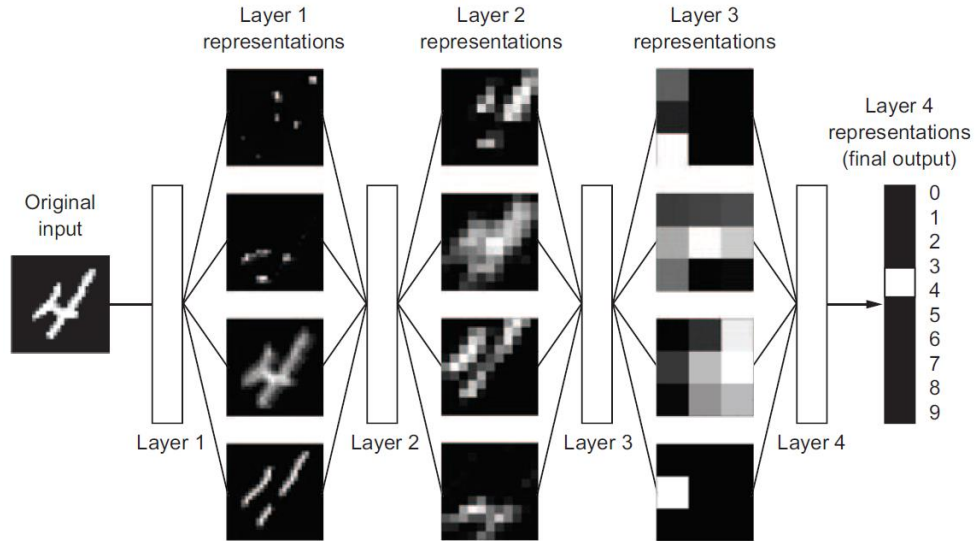 Layer 1
representations
Layer 2
representations
Layer 3
representations
Layer 4
representations
(final output)
Original
input
0
1
2
3
4
5
6
7
8
9
Layer 1
Layer 2
Layer 3
Layer 4